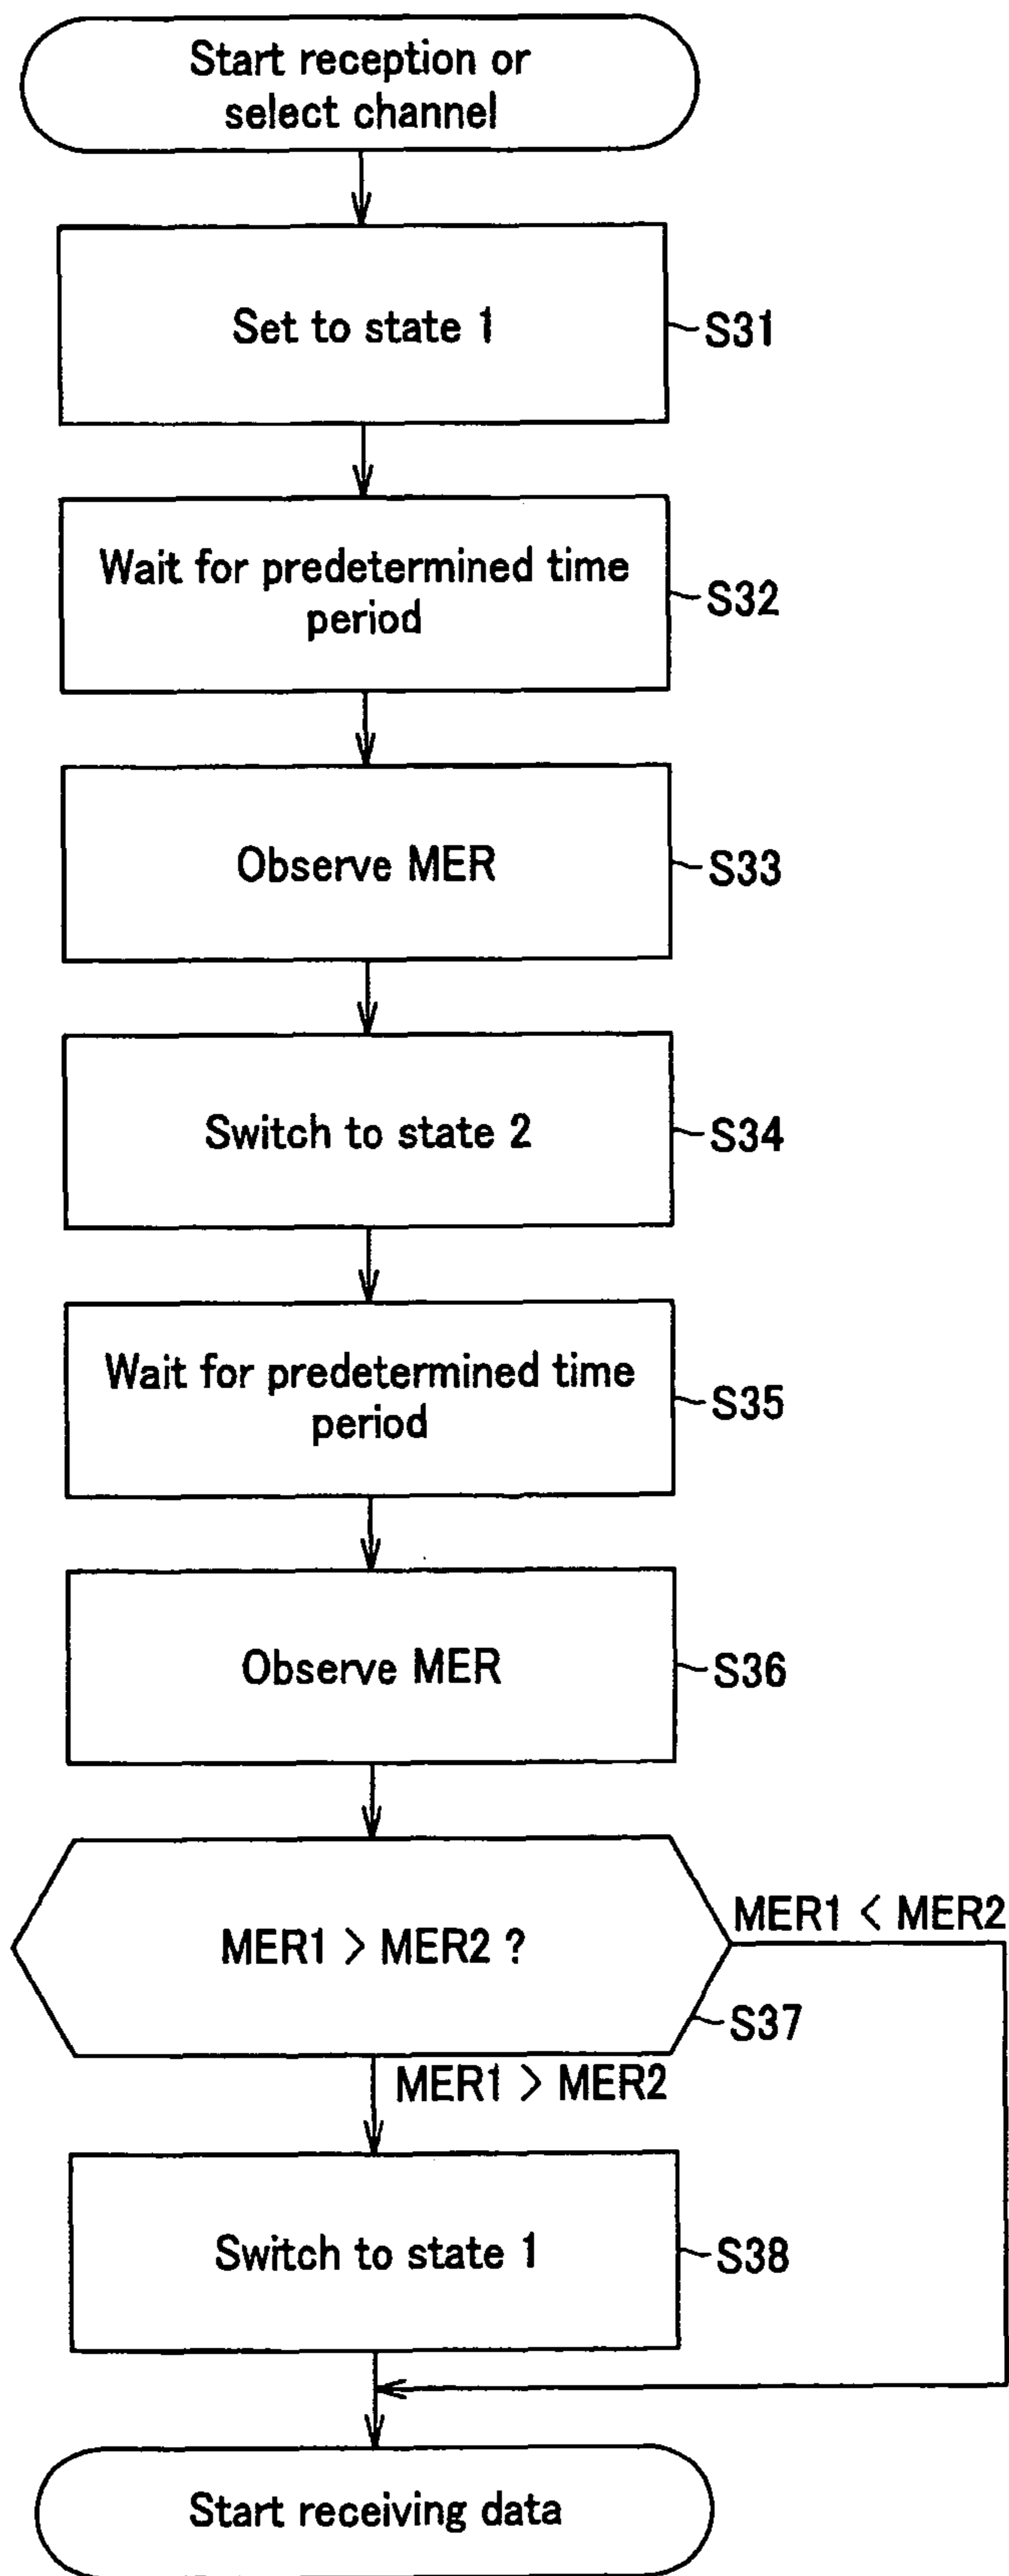 Start reception or
select channel
Set to state 1
S31
Wait for predetermined time
period
S32
Observe MER
S33
Switch to state 2
S34
Wait for predetermined time
period
S35
Observe MER
S36
MER1 > MER2 ?
MER1 < MER2
S37
MER1 > MER2
Switch to state 1
S38
Start receiving data